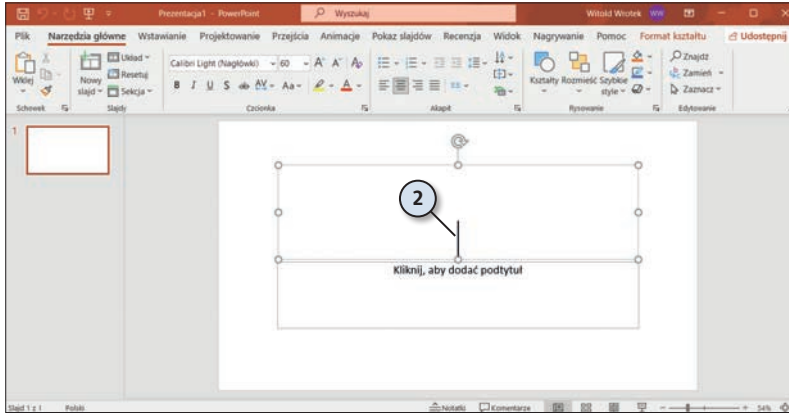 Prezentacja1 - PowerPoint
Wyszukaj
Witold Wrotek WW
Plik Narzędzia główne Wstawianie Projektowanie Przejścia Animacje Pokaz slajdów Recenzja Widok Nagrywanie Pomoc Format kształtu Udostępnij
Wklej
Nowy slajd
Układ
Resetuj
Sekcja
Calibri Light (Nagłówki) 60 A A A
B I U S ab AV Aa A
Kształty Rozmieść Szybkie style
Znajdź
Zamień
Zaznacz
Schowek Slajdy Czcionka Akapit Rysowanie Edytowanie
1
2
Kliknij, aby dodać podtytuł
Slajd 1 z 1 Polski Notatki Komentarze 54%